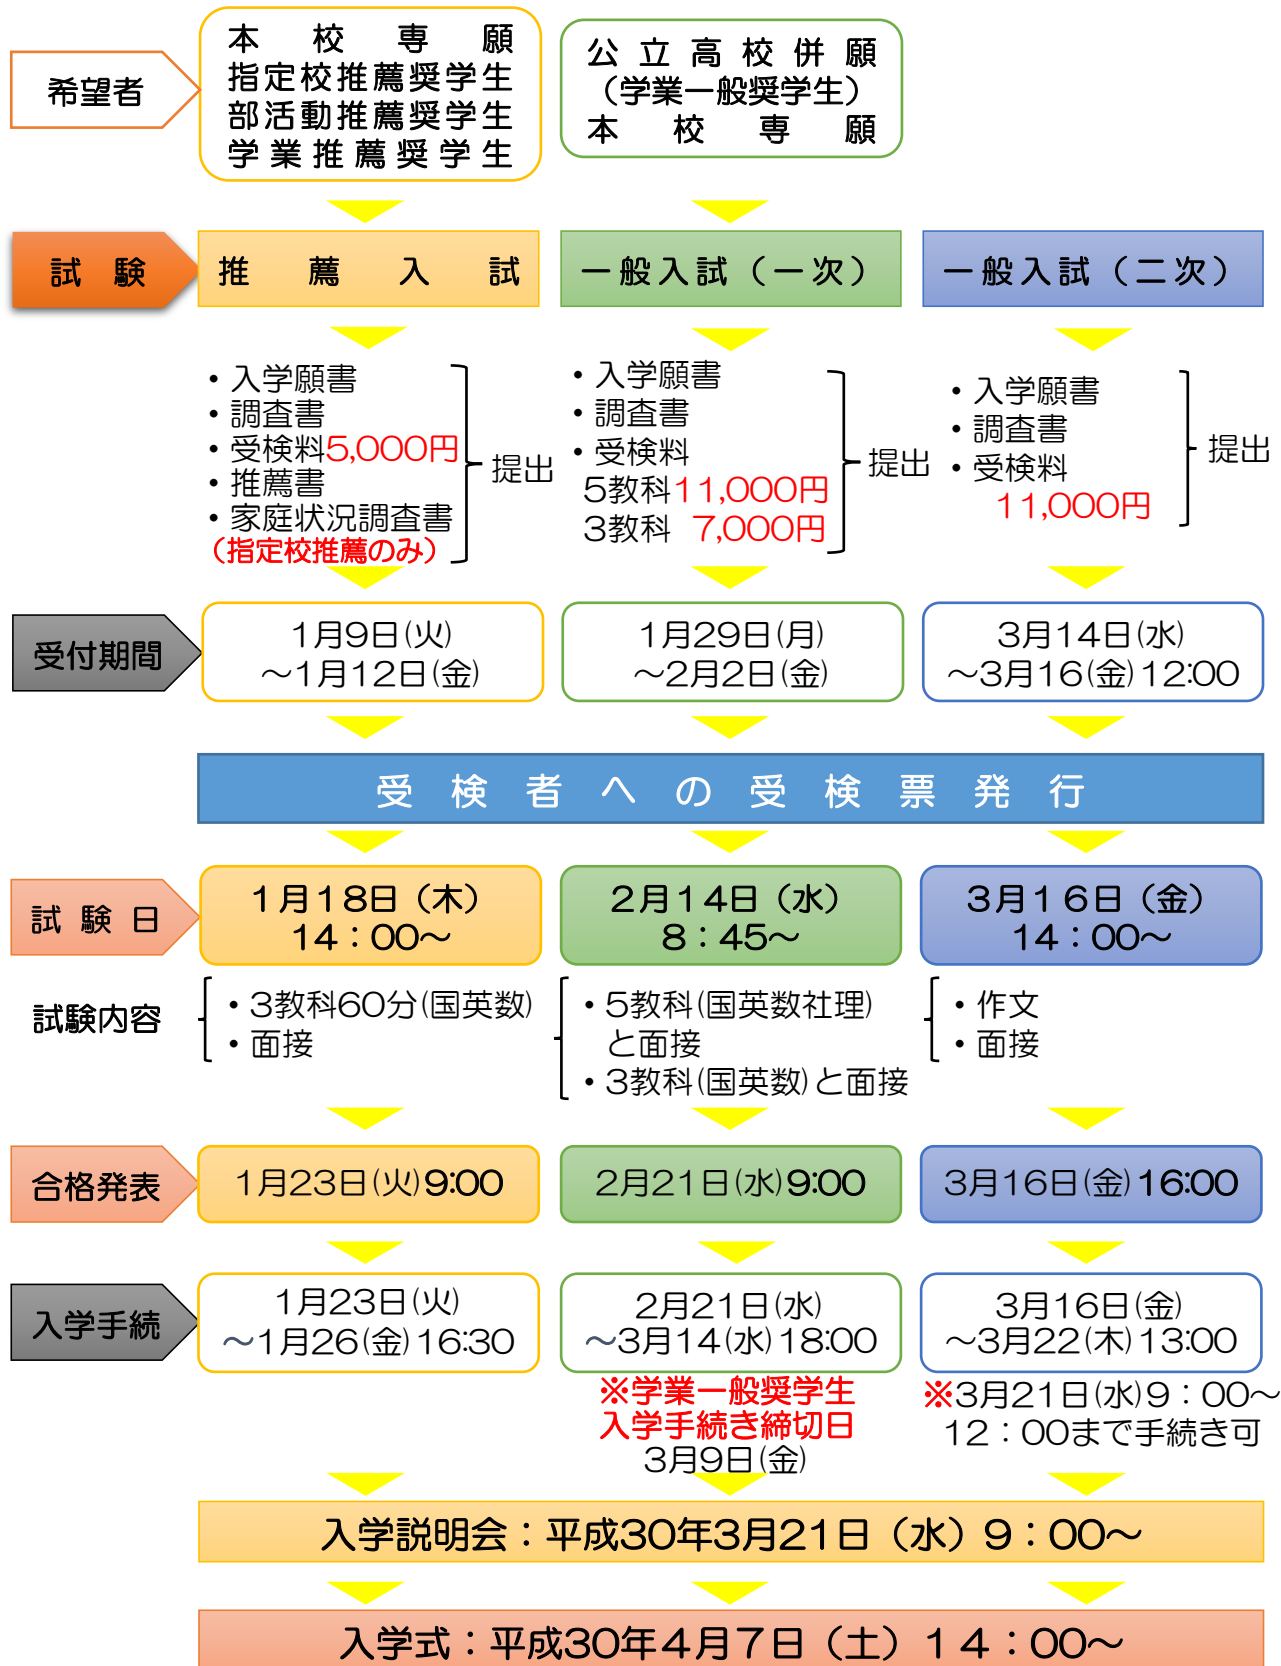 希望者
本校専願
指定校推薦奨学生
部活動推薦奨学生
学業推薦奨学生
公立高校併願
（学業一般奨学生）
本校専願
試験
推薦入試
一般入試（一次）
一般入試（二次）
・入学願書
・調査書
・受検料5,000円
・推薦書
・家庭状況調査書
（指定校推薦のみ）
提出
・入学願書
・調査書
・受検料
5教科11,000円
3教科 7,000円
提出
・入学願書
・調査書
・受検料
11,000円
提出
受付期間
1月9日(火)
～1月12日(金)
1月29日(月)
～2月2日(金)
3月14日(水)
～3月16(金)12:00
受検者への受検票発行
試験日
1月18日（木）
14：00～
2月14日（水）
8：45～
3月16日（金）
14：00～
試験内容
・3教科60分(国英数)
・面接
・5教科(国英数社理)
と面接
・3教科(国英数)と面接
・作文
・面接
合格発表
1月23日(火)9:00
2月21日(水)9:00
3月16日(金)16:00
入学手続
1月23日(火)
～1月26(金)16:30
2月21日(水)
～3月14(水)18:00
3月16日(金)
～3月22(木)13:00
※学業一般奨学生
入学手続き締切日
3月9日(金)
※3月21日(水)9：00～
12：00まで手続き可
入学説明会：平成30年3月21日（水）9：00～
入学式：平成30年4月7日（土）14：00～